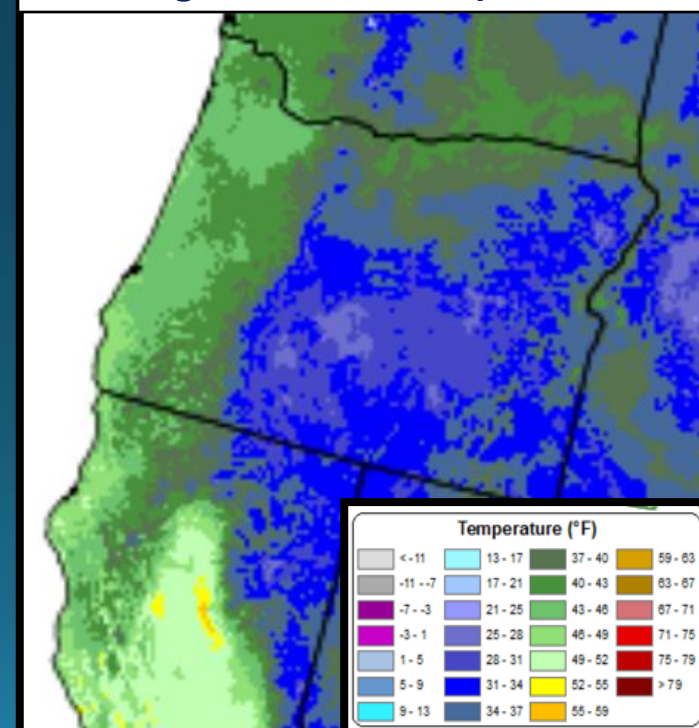 Temperature (°F)
< -11 13 - 17 37 - 40 59 - 63
-11 - -7 17 - 21 40 - 43 63 - 67
-7 - -3 21 - 25 43 - 46 67 - 71
-3 - 1 25 - 28 46 - 49 71 - 75
1 - 5 28 - 31 49 - 52 75 - 79
5 - 9 31 - 34 52 - 55 > 79
9 - 13 34 - 37 55 - 59